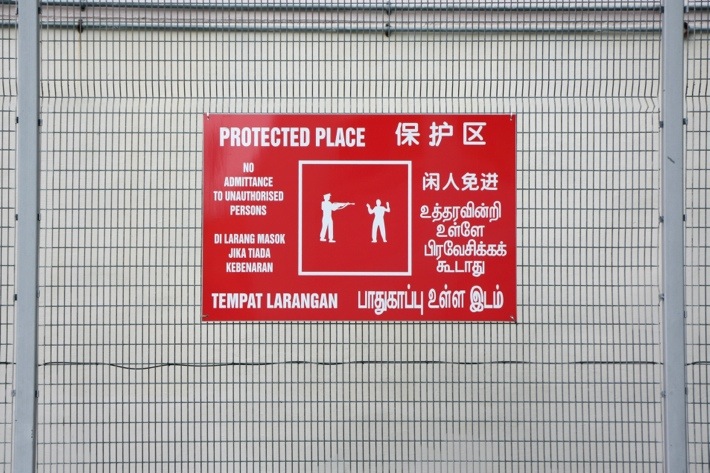 PROTECTED PLACE
保护区
NO
ADMITTANCE
TO UNAUTHORISED
PERSONS
DI LARANG MASOK
JIKA TIADA
KEBENARAN
闲人免进
உத்தரவின்றி
உள்ளே
பிரவேசிக்கக்
கூடாது
TEMPAT LARANGAN
பாதுகாப்பு உள்ள இடம்